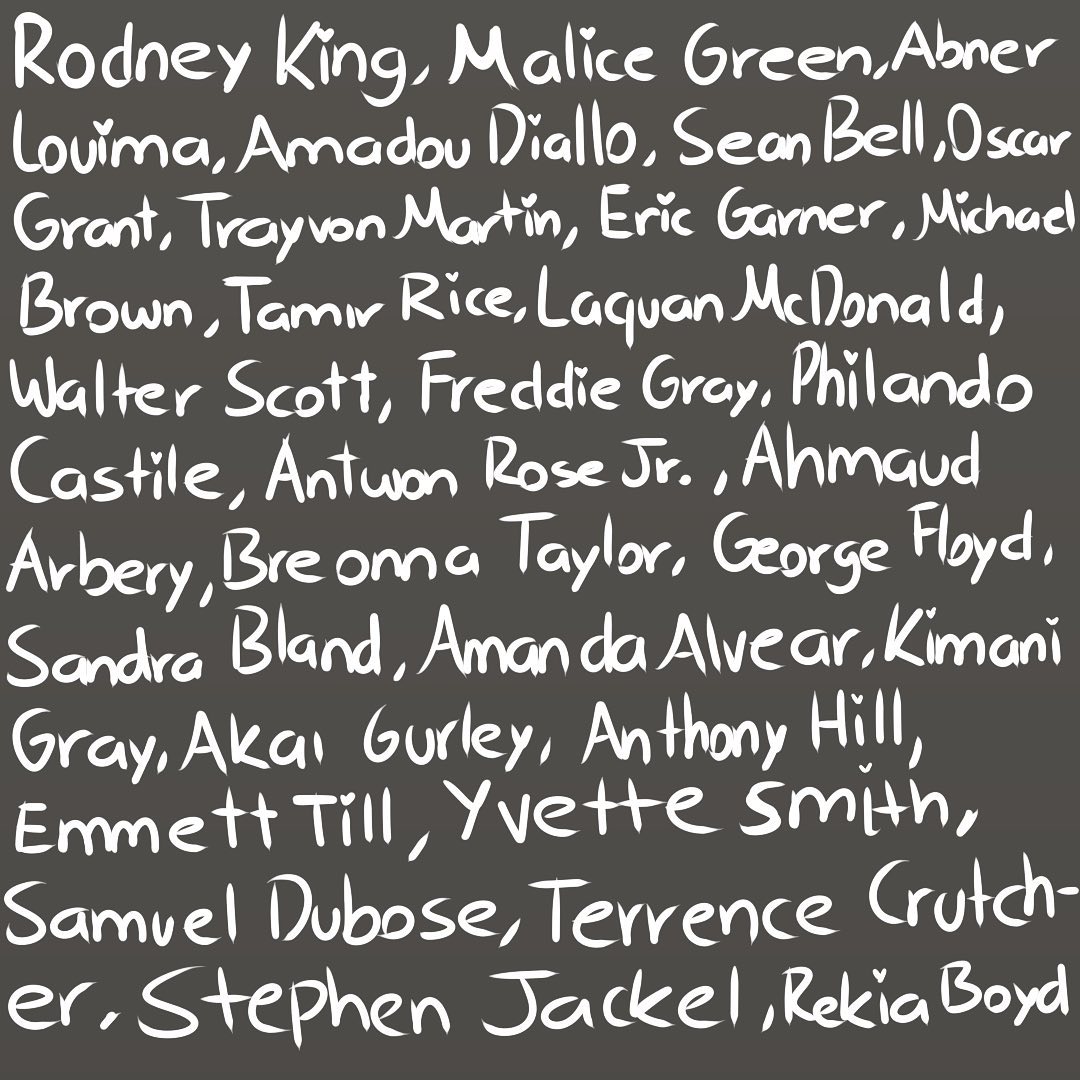 Rodney King, Malice Green, Abner
Louima, Amadou Diallo, Sean Bell, Oscar
Grant, Trayvon Martin, Eric Garner, Michael
Brown, Tamir Rice, Laquan McDonald,
Walter Scott, Freddie Gray, Philando
Castile, Antwon Rose Jr., Ahmaud
Arbery, Breonna Taylor, George Floyd,
Sandra Bland, Amanda Alvear, Kimani
Gray, Akai Gurley, Anthony Hill,
Emmett Till, Yvette Smith,
Samuel Dubose, Terrence Crutch-
er, Stephen Jackel, Rekia Boyd